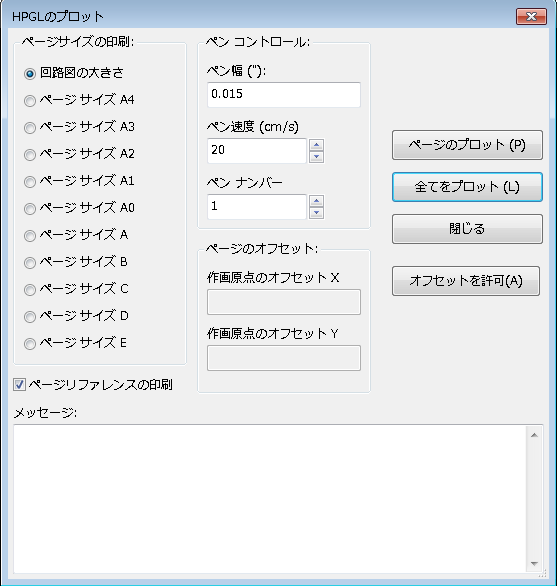 HPGLのプロット
ページサイズの印刷:
回路図の大きさ
ページ サイズ A4
ページ サイズ A3
ページ サイズ A2
ページ サイズ A1
ページ サイズ A0
ページ サイズ A
ページ サイズ B
ページ サイズ C
ページ サイズ D
ページ サイズ E
ページリファレンスの印刷
ペン コントロール:
ペン幅 ("):
0.015
ペン速度 (cm/s)
20
ペン ナンバー
1
ページのオフセット:
作画原点のオフセット X
作画原点のオフセット Y
ページのプロット (P)
全てをプロット (L)
閉じる
オフセットを許可(A)
メッセージ: